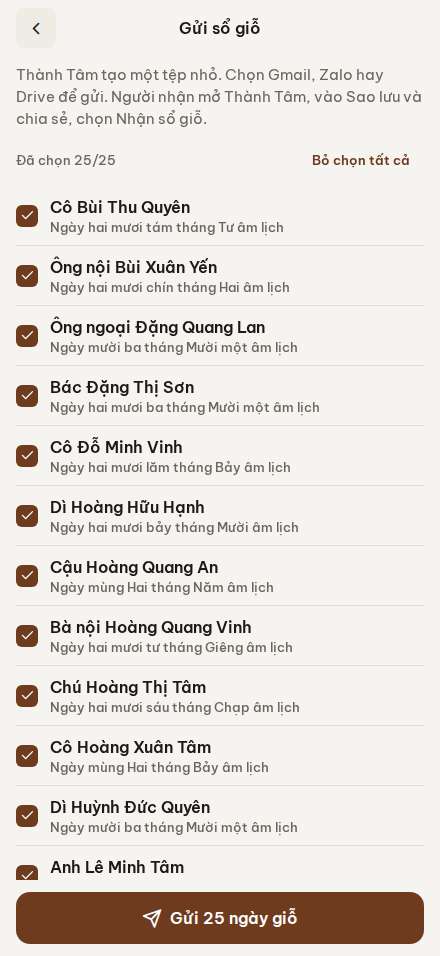 Gửi sổ giỗ
Thành Tâm tạo một tệp nhỏ. Chọn Gmail, Zalo hay
Drive để gửi. Người nhận mở Thành Tâm, vào Sao lưu và
chia sẻ, chọn Nhận sổ giỗ.
Đã chọn 25/25
Bỏ chọn tất cả
Cô Bùi Thu Quyên
Ngày hai mươi tám tháng Tư âm lịch
Ông nội Bùi Xuân Yến
Ngày hai mươi chín tháng Hai âm lịch
Ông ngoại Đặng Quang Lan
Ngày mười ba tháng Mười một âm lịch
Bác Đặng Thị Sơn
Ngày hai mươi ba tháng Mười một âm lịch
Cô Đỗ Minh Vinh
Ngày hai mươi lăm tháng Bảy âm lịch
Dì Hoàng Hữu Hạnh
Ngày hai mươi bảy tháng Mười âm lịch
Cậu Hoàng Quang An
Ngày mùng Hai tháng Năm âm lịch
Bà nội Hoàng Quang Vinh
Ngày hai mươi tư tháng Giêng âm lịch
Chú Hoàng Thị Tâm
Ngày hai mươi sáu tháng Chạp âm lịch
Cô Hoàng Xuân Tâm
Ngày mùng Hai tháng Bảy âm lịch
Dì Huỳnh Đức Quyên
Ngày mười ba tháng Mười một âm lịch
Anh Lê Minh Tâm
Gửi 25 ngày giỗ